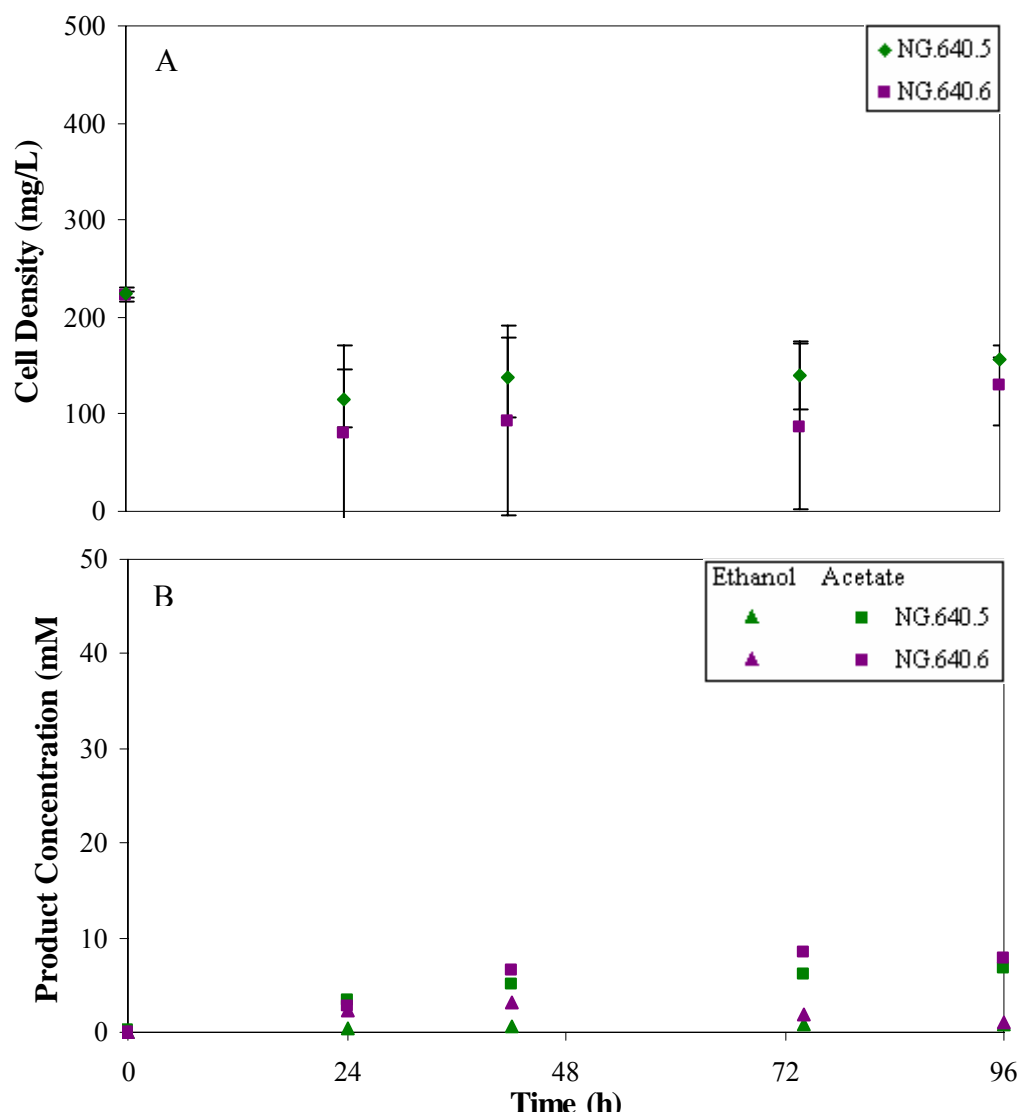 A
NG.640.5
NG.640.6
500
400
300
200
100
0
Cell Density (mg/L)
B
Ethanol Acetate
NG.640.5
NG.640.6
50
40
30
20
10
0
Product Concentration (mM
0 24 48 72 96
Time (h)